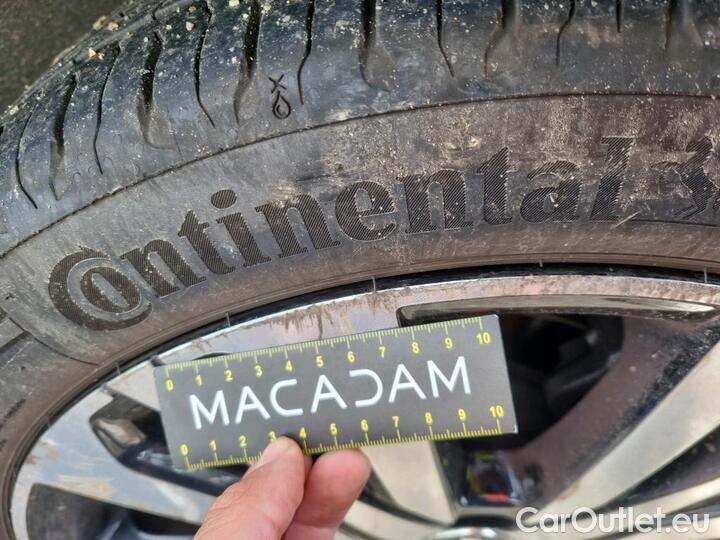 Continental
0 1 2 3 4 5 6 7 8 9 10
MACADAM
0 1 2 3 4 5 6 7 8 9 10
CarOutlet.eu